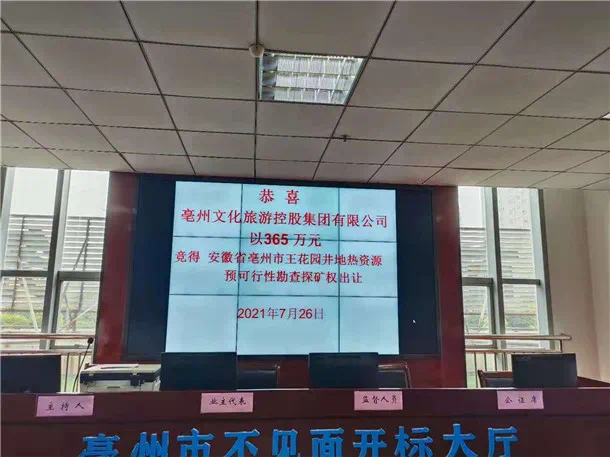 恭喜
亳州文化旅游控股集团有限公司
以365 万元
竟得 安徽省亳州市王花园井地热资源
预可行性勘查探矿权出让
2021年7月26日
主持人
业主代表
监督人员
公证席
亳州市不见面开标大厅